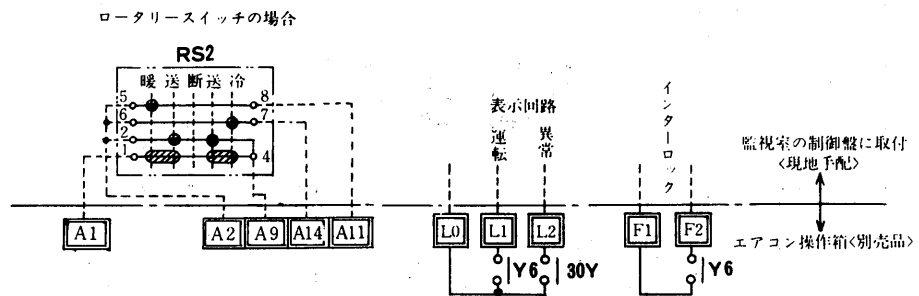 ロータリースイッチの場合
RS2
暖 送 断 送 冷
5 8
6 7
2
1 4
表示回路
運転
異常
インターロック
監視室の制御盤に取付
<現地手配>
A1 A2 A9 A14 A11 L0 L1 L2 F1 F2
エアコン操作箱<別売品>
Y6 30Y Y6